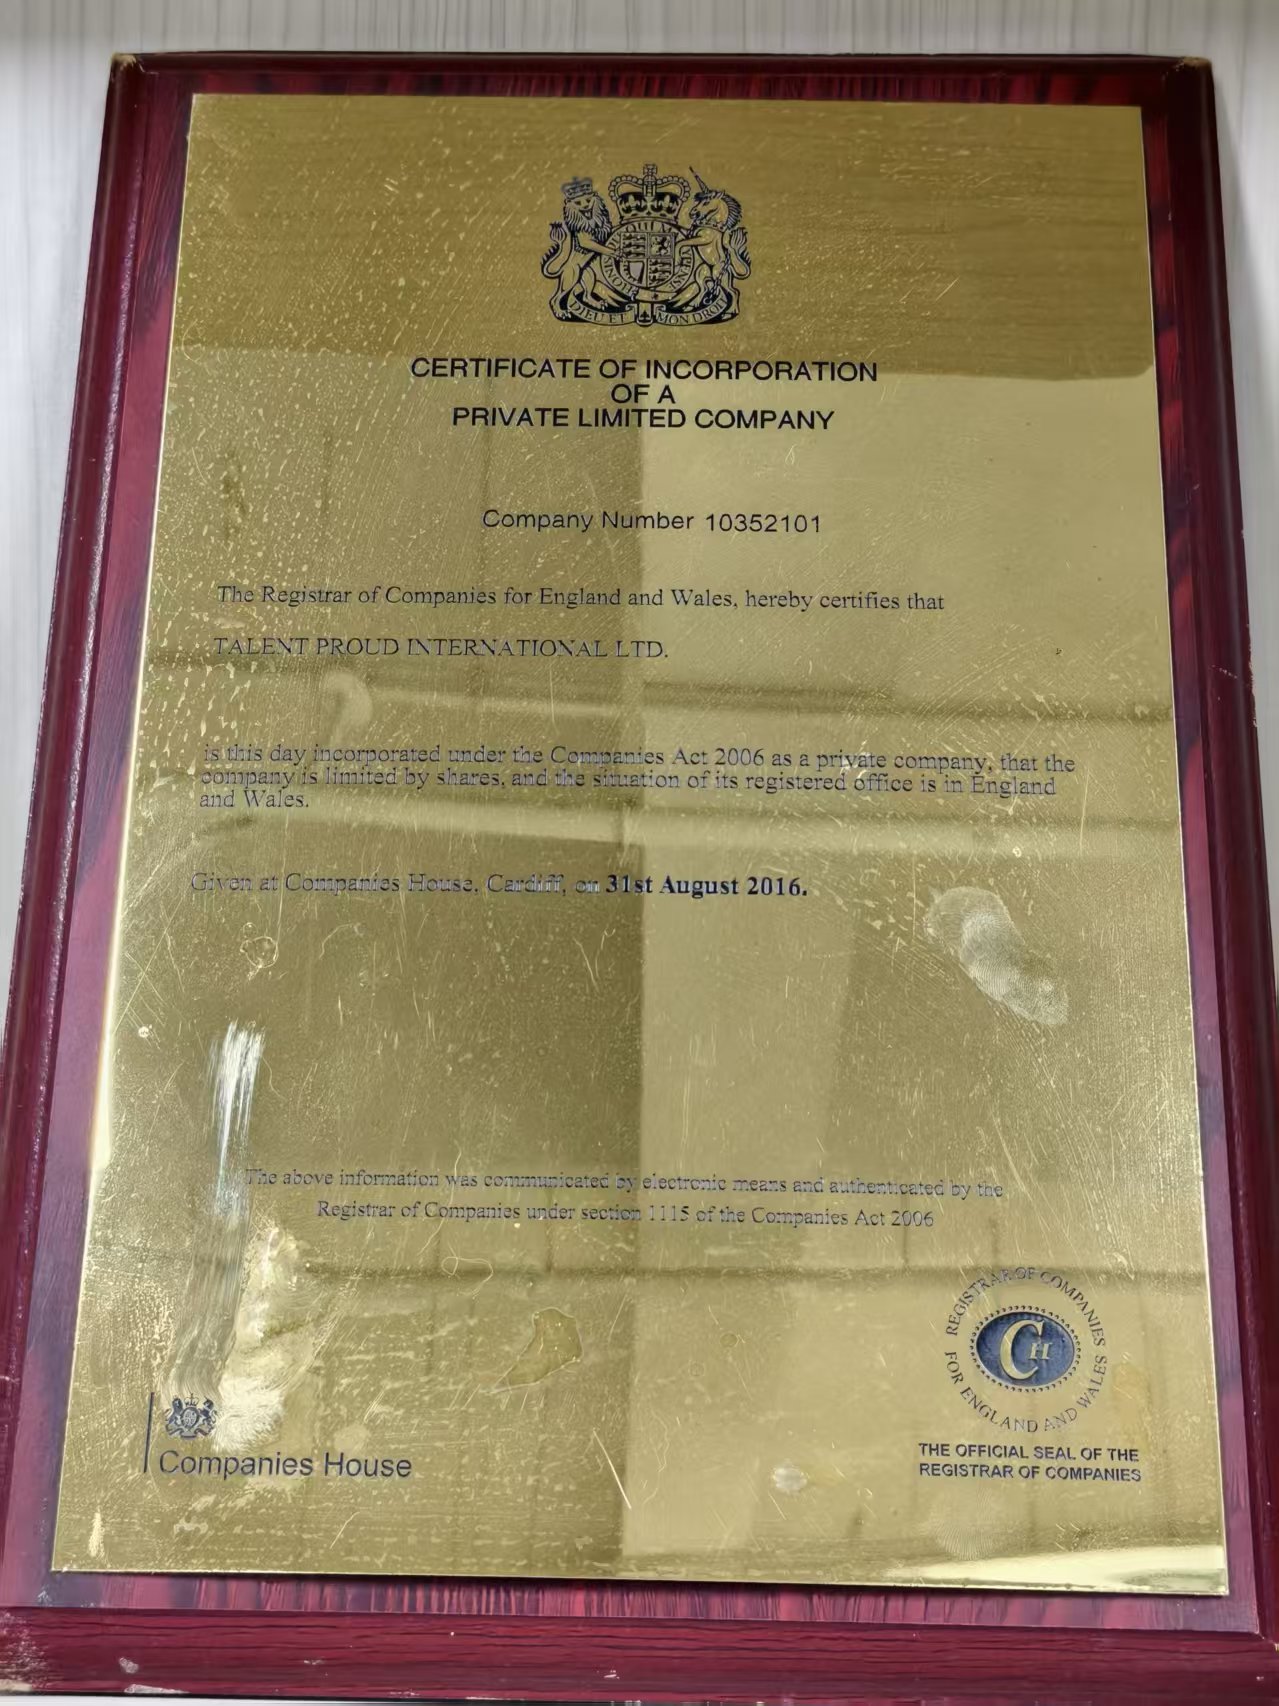 DIEU ET MON DROIT
CERTIFICATE OF INCORPORATION
OF A
PRIVATE LIMITED COMPANY
Company Number 10352101
The Registrar of Companies for England and Wales, hereby certifies that
TALENT PROUD INTERNATIONAL LTD.
is this day incorporated under the Companies Act 2006 as a private company, that the
company is limited by shares, and the situation of its registered office is in England
and Wales.
Given at Companies House, Cardiff, on 31st August 2016.
The above information was communicated by electronic means and authenticated by the
Registrar of Companies under section 1115 of the Companies Act 2006
Companies House
REGISTRAR OF COMPANIES
FOR ENGLAND AND WALES
CH
THE OFFICIAL SEAL OF THE
REGISTRAR OF COMPANIES